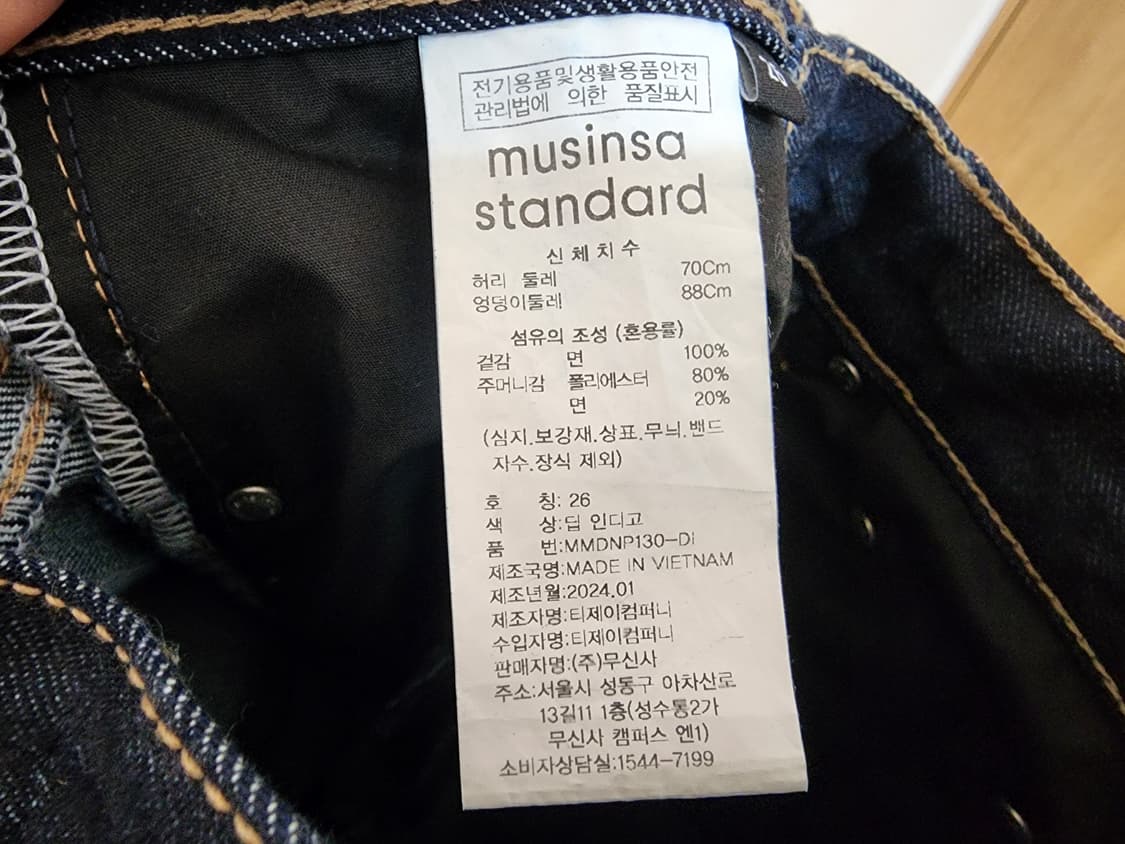 전기용품및생활용품안전
관리법에 의한 품질표시
musinsa
standard
신체치수
허리 둘레 70Cm
엉덩이둘레 88Cm
섬유의 조성 (혼용률)
겉감 면 100%
주머니감 폴리에스터 80%
면 20%
(심지.보강재.상표.무늬.밴드
자수.장식 제외)
호 칭: 26
색 상:딥 인디고
품 번:MMDNP130-DI
제조국명:MADE IN VIETNAM
제조년월:2024.01
제조자명:티제이컴퍼니
수입자명:티제이컴퍼니
판매자명:(주)무신사
주소:서울시 성동구 아차산로
13길11 1층(성수통2가
무신사 캠퍼스 엔1)
소비자상담실:1544-7199